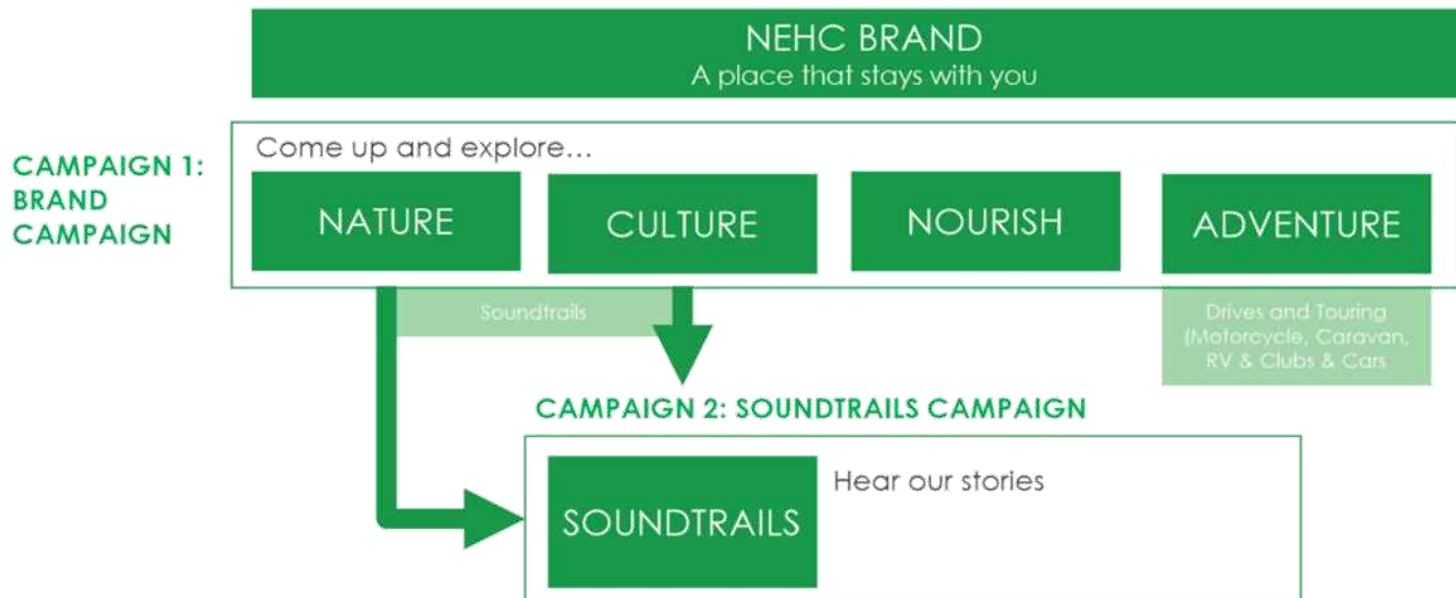 NEHC BRAND
A place that stays with you
CAMPAIGN 1:
BRAND
CAMPAIGN
Come up and explore...
NATURE
CULTURE
NOURISH
ADVENTURE
Soundtrails
Drives and Touring
(Motorcycle, Caravan,
RV & Clubs & Cars
CAMPAIGN 2: SOUNDTRAILS CAMPAIGN
SOUNDTRAILS
Hear our stories